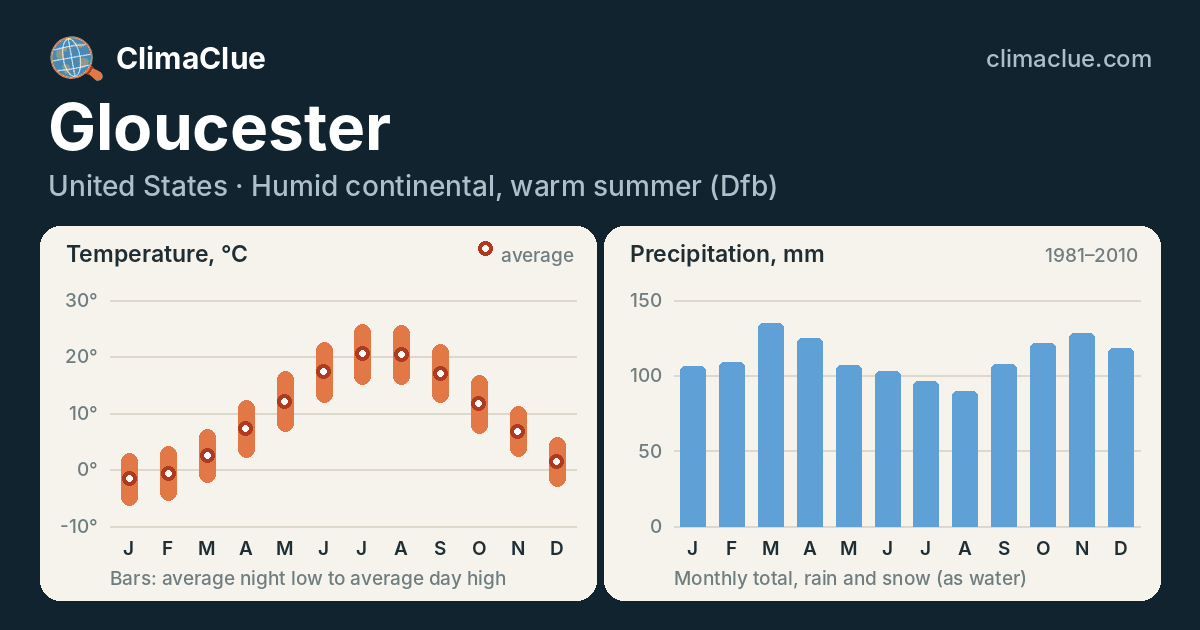 ClimaClue
climaclue.com
Gloucester
United States · Humid continental, warm summer (Dfb)
Temperature, °C
average
30°
20°
10°
0°
-10°
J F M A M J J A S O N D
Bars: average night low to average day high
Precipitation, mm
1981–2010
150
100
50
0
J F M A M J J A S O N D
Monthly total, rain and snow (as water)